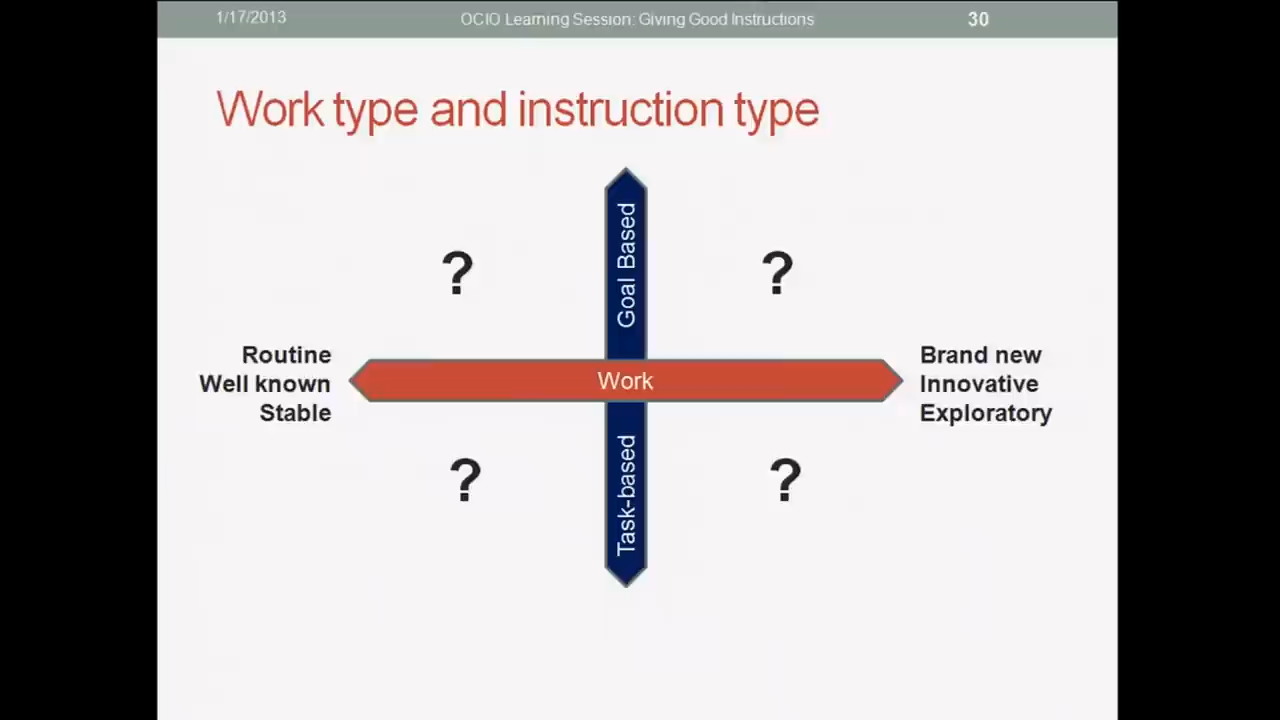 1/17/2013
OCIO Learning Session: Giving Good Instructions
30
Work type and instruction type
Goal Based
?
?
Routine
Well known
Stable
Work
Brand new
Innovative
Exploratory
Task-based
?
?